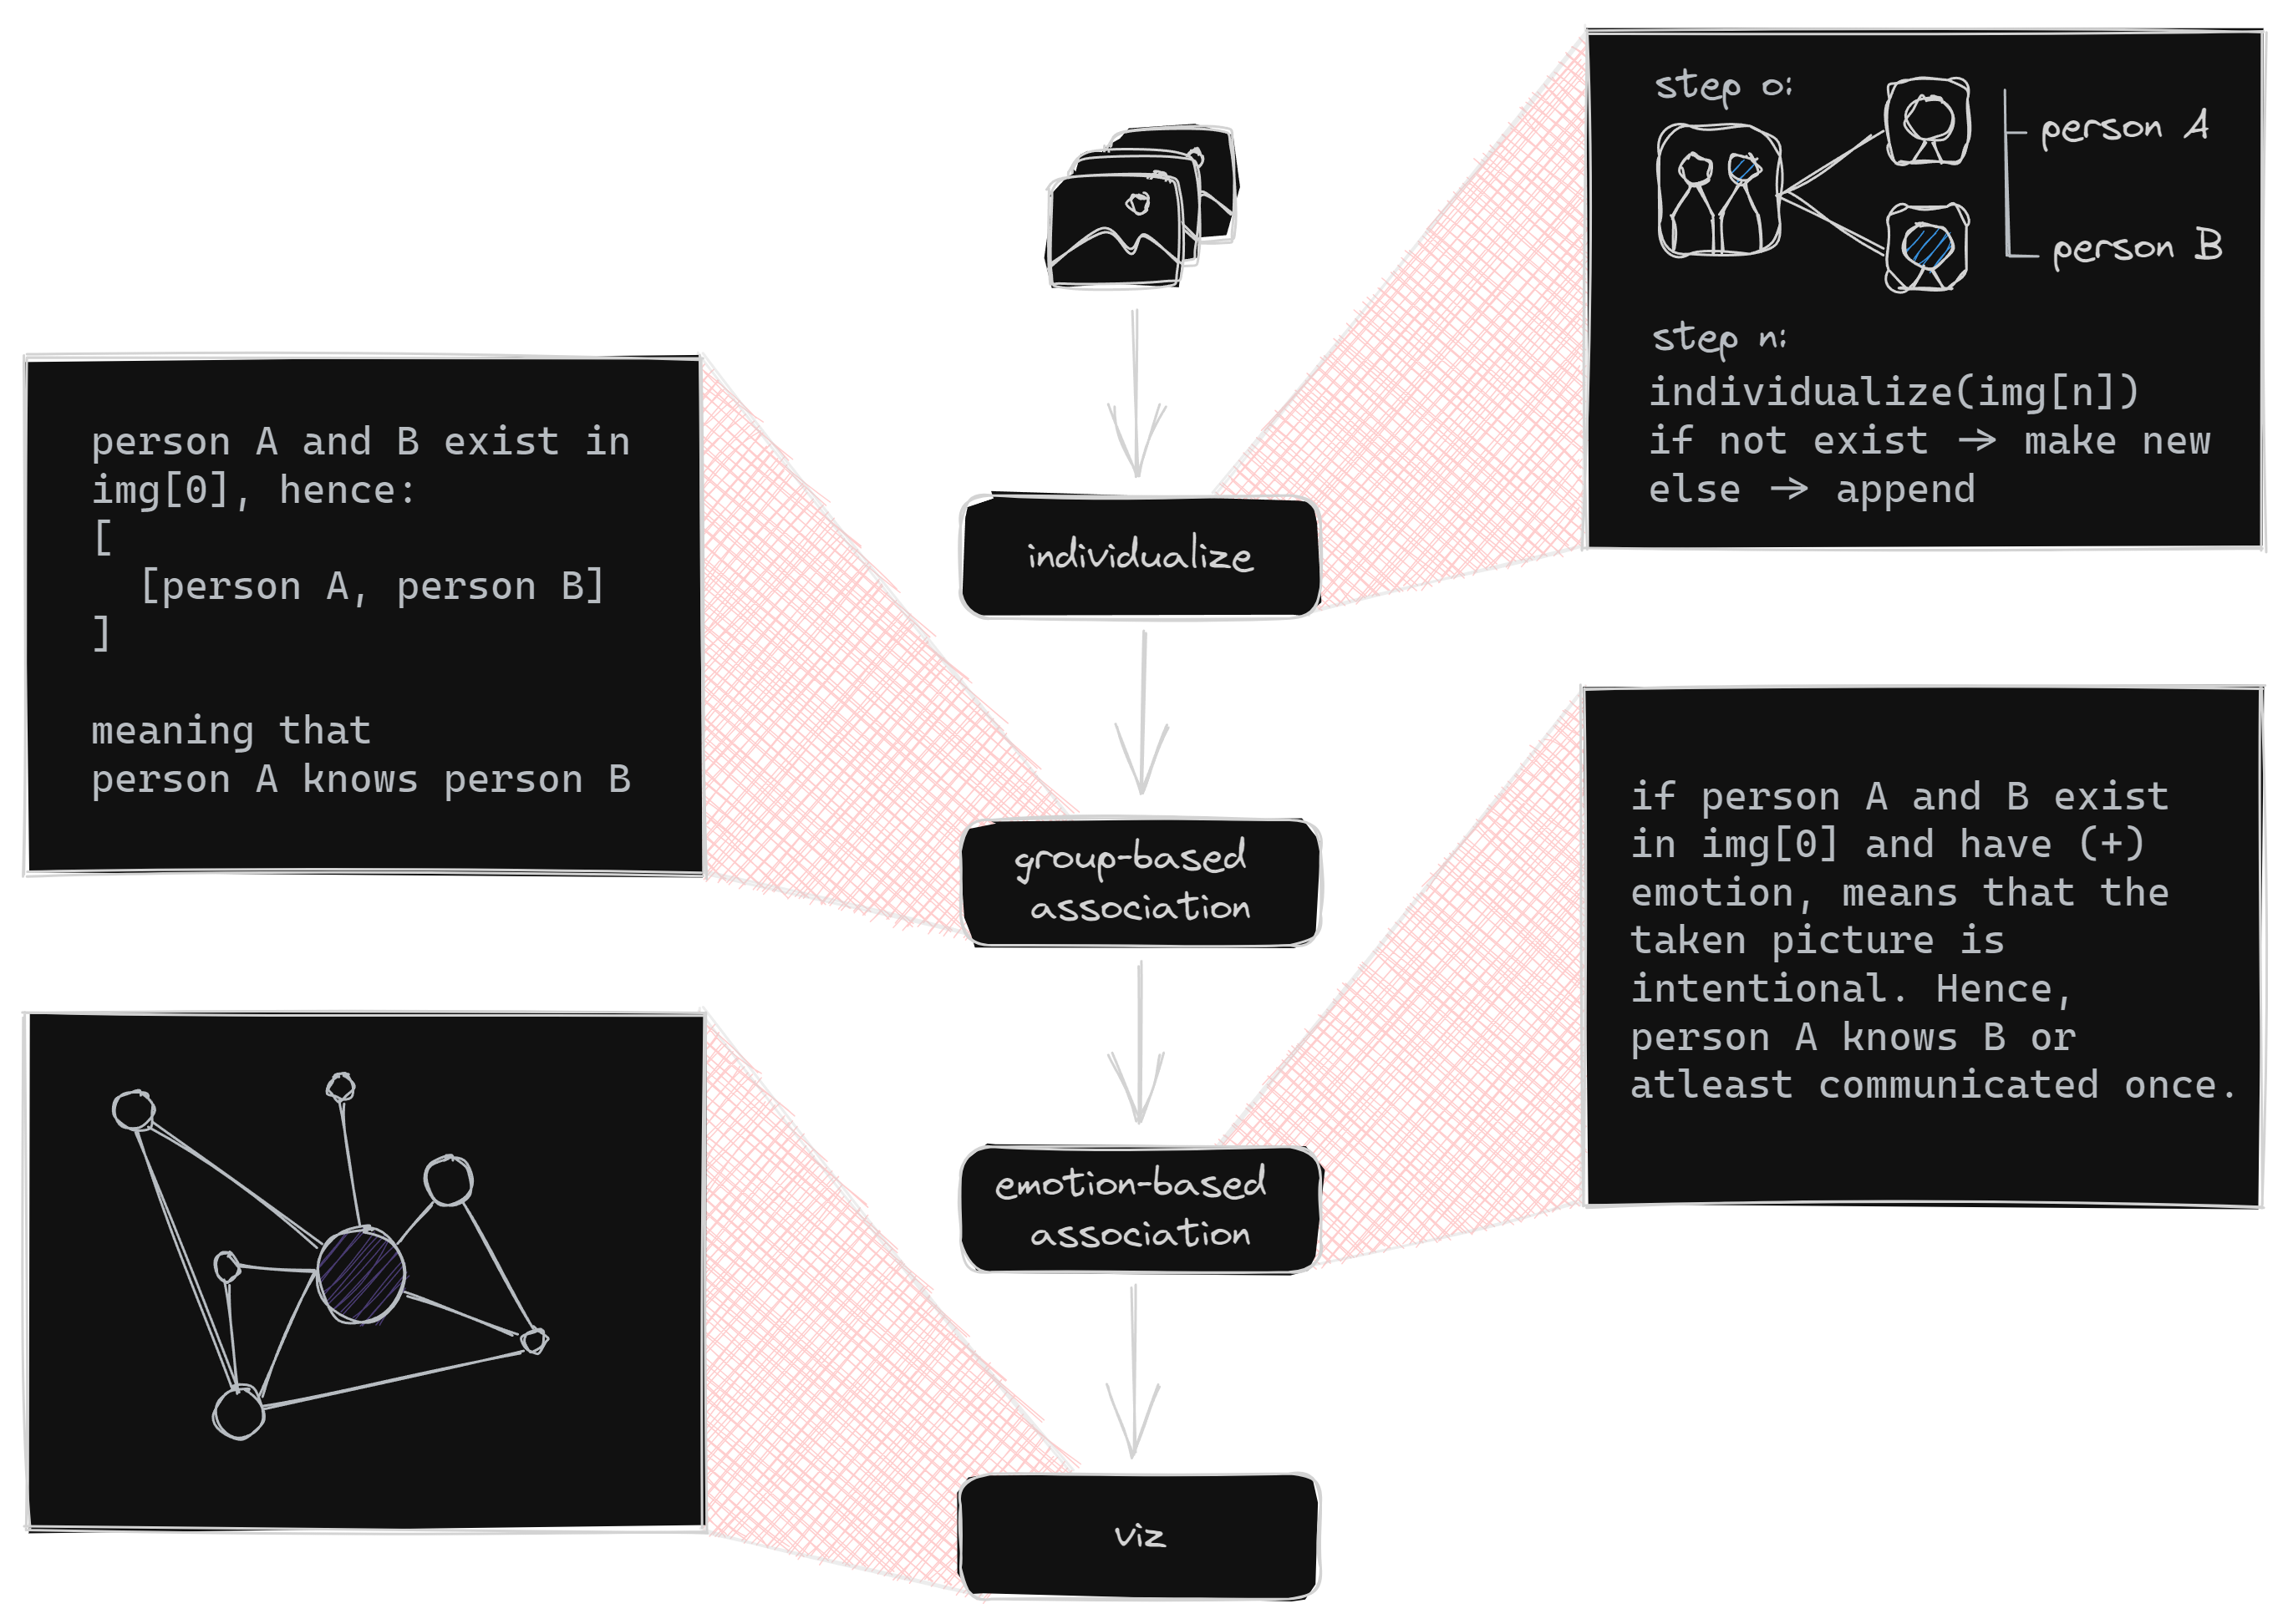 step 0:
person A
person B
step n:
individualize(img[n])
if not exist → make new
else → append
individualize
person A and B exist in
img[0], hence:
[
[person A, person B]
]
meaning that
person A knows person B
group-based
association
if person A and B exist
in img[0] and have (+)
emotion, means that the
taken picture is
intentional. Hence,
person A knows B or
atleast communicated once.
emotion-based
association
viz